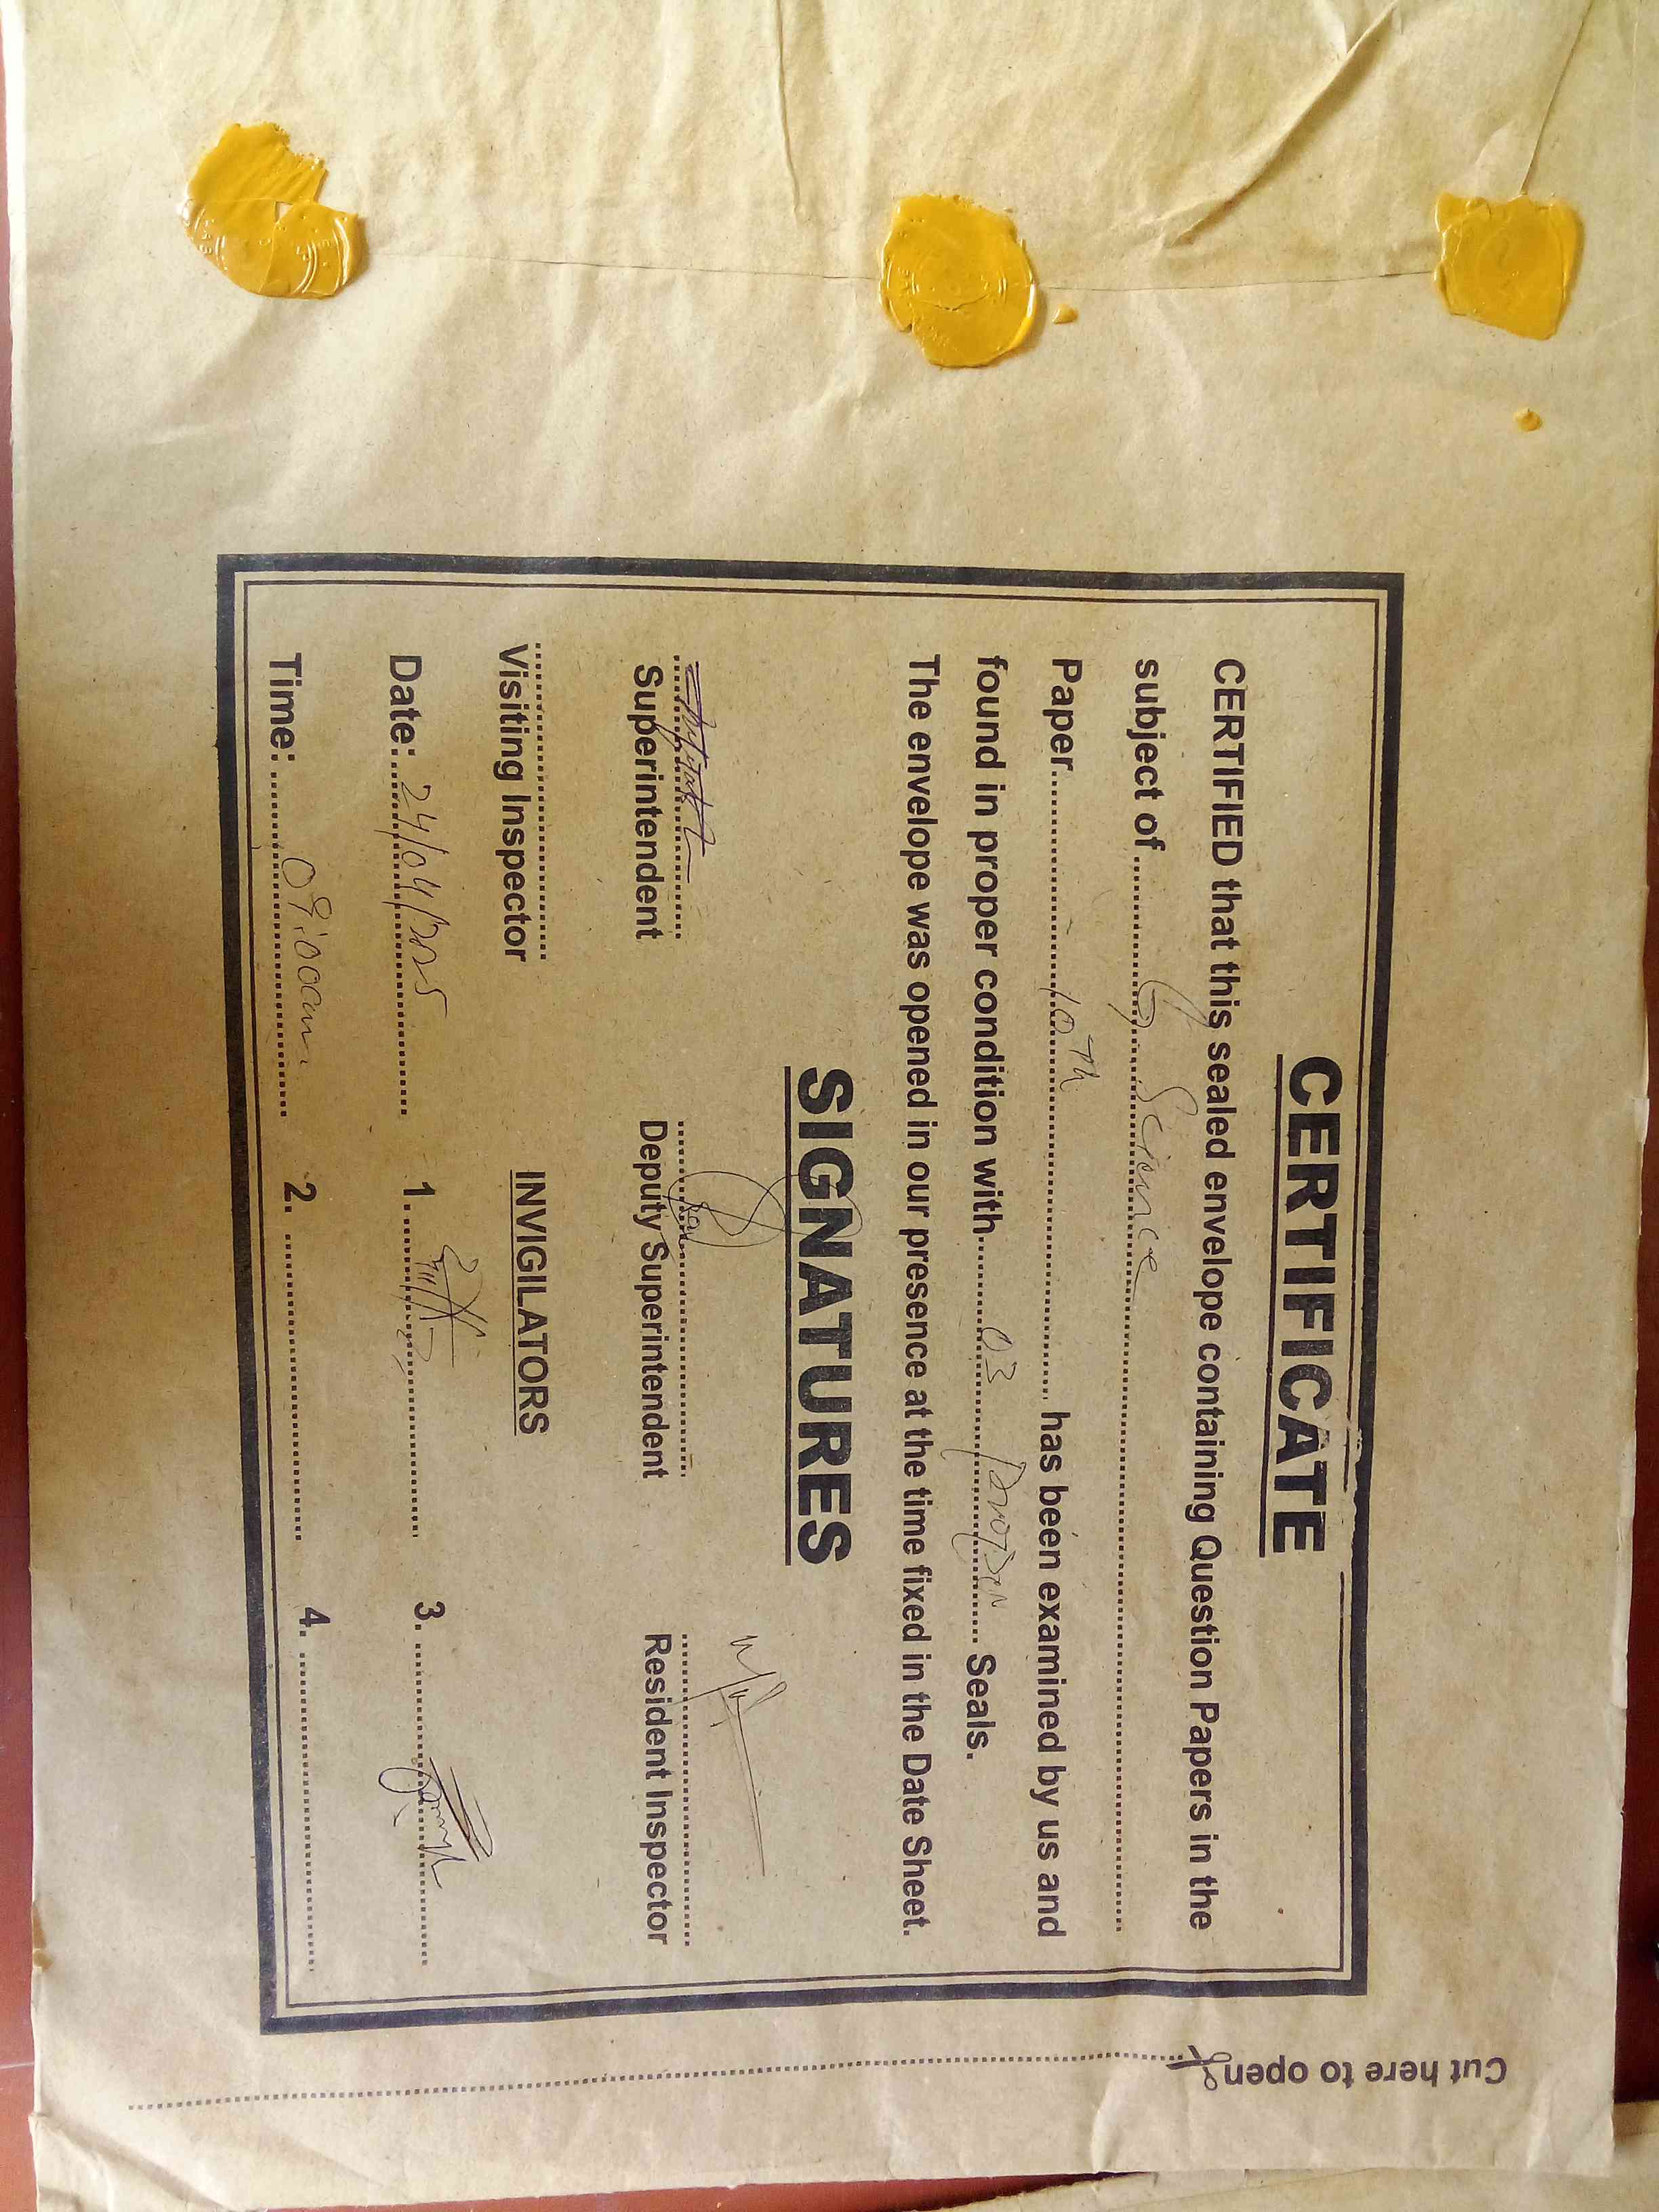 CERTIFICATE
CERTIFIED that this sealed envelope containing Question Papers in the
subject of .......... G. Science ..........
Paper.......... 10th .......... has been examined by us and
found in proper condition with.......... 03 proper .......... Seals.
The envelope was opened in our presence at the time fixed in the Date Sheet.
SIGNATURES
Superintendent Deputy Superintendent Resident Inspector
Visiting Inspector INVIGILATORS
Date: 24/04/2025 1. .......... 3. ..........
Time: 09:00am 2. .......... 4. ..........
Cut here to open